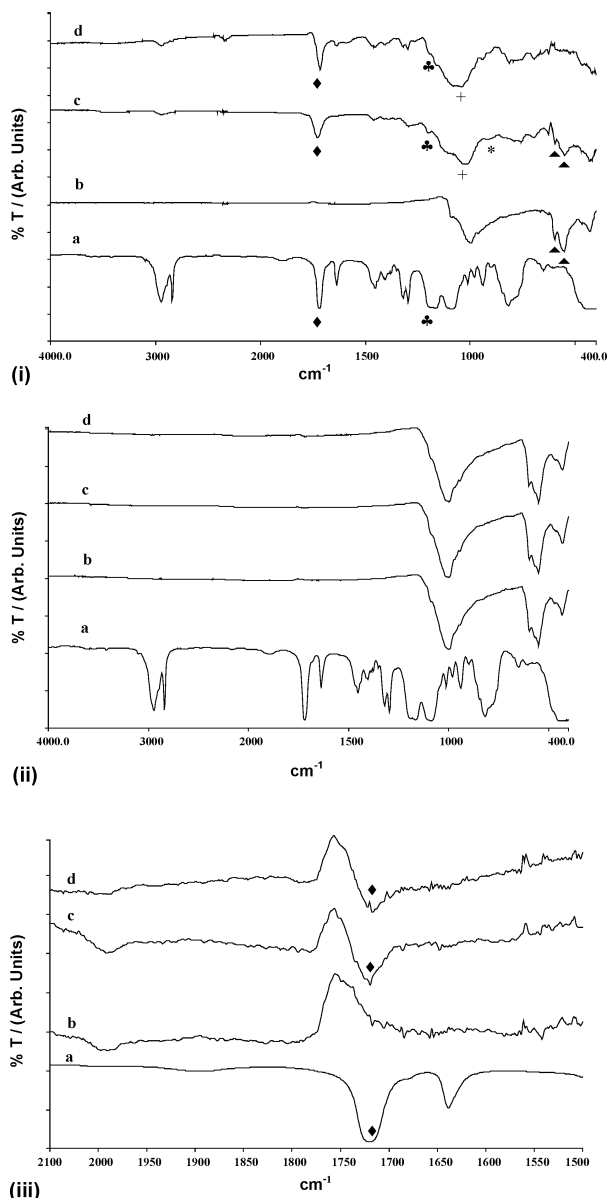 d
♣
♦
+
c
♦
♣
+
*
▲
▲
b
▲
▲
a
♦
♣
% T / (Arb. Units)
4000.0 3000 2000 1500 1000 400.0
cm-1
(i)
d
c
b
a
% T / (Arb. Units)
4000.0 3000 2000 1500 1000 400.0
cm-1
(ii)
d
♦
c
♦
b
a
♦
% T / (Arb. Units)
2100 2000 1950 1900 1850 1800 1750 1700 1650 1600 1550 1500
cm-1
(iii)